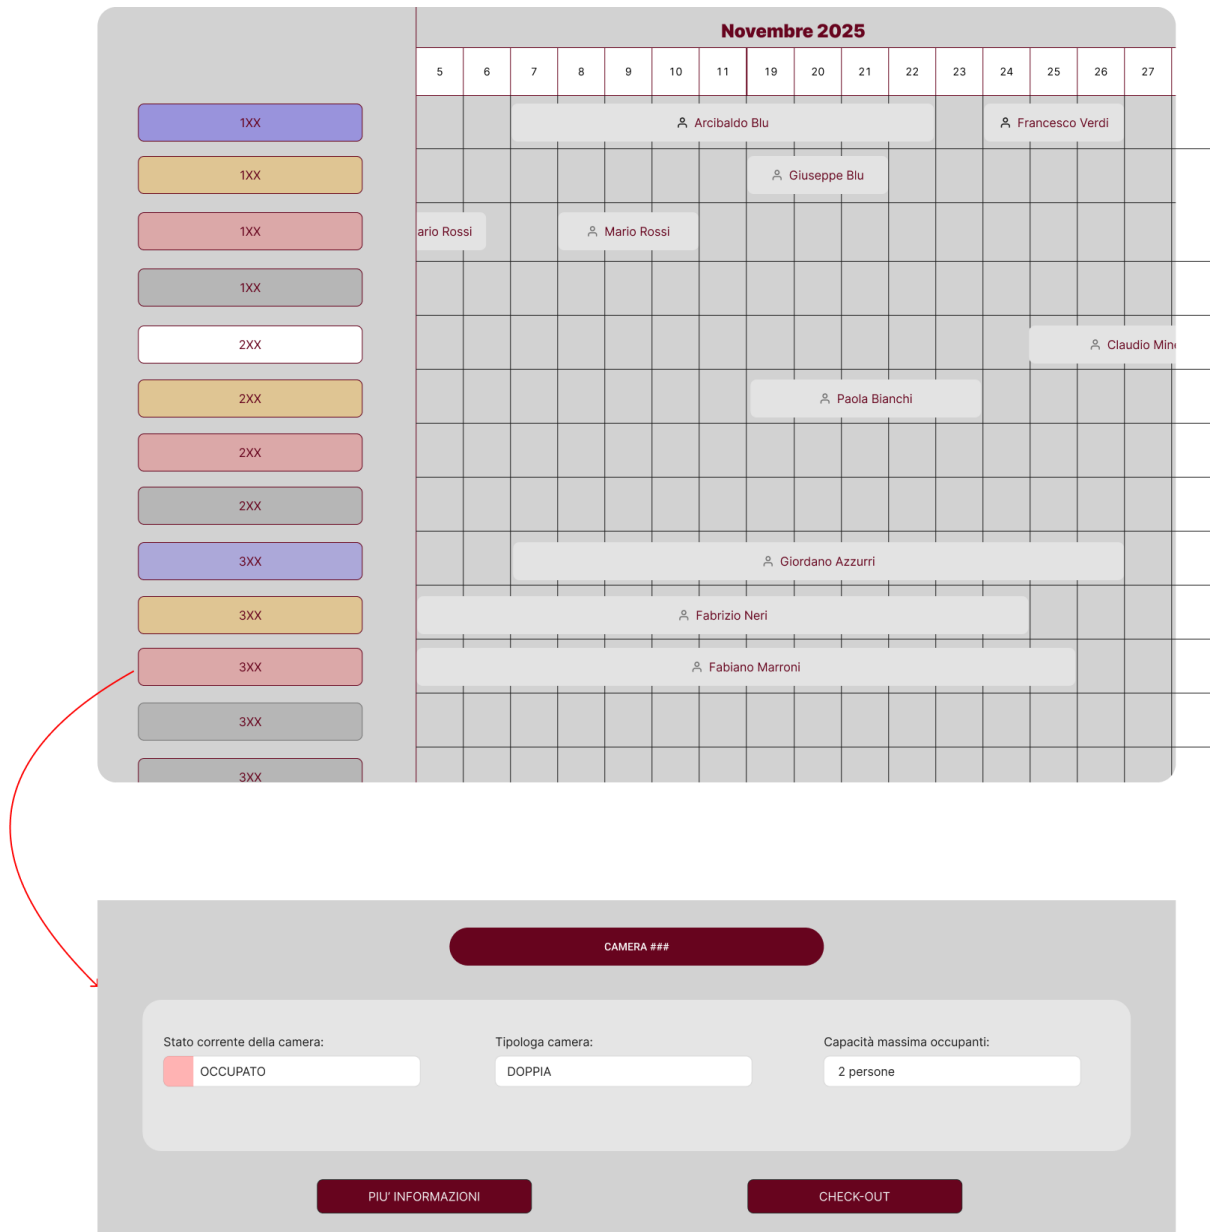 Novembre 2025
5 6 7 8 9 10 11 19 20 21 22 23 24 25 26 27
1XX Arcibaldo Blu Francesco Verdi
1XX Giuseppe Blu
1XX ario Rossi Mario Rossi
1XX
2XX Claudio Min
2XX Paola Bianchi
2XX
2XX
3XX Giordano Azzurri
3XX Fabrizio Neri
3XX Fabiano Marroni
3XX
3XX
CAMERA ###
Stato corrente della camera: Tipologa camera: Capacità massima occupanti:
OCCUPATO DOPPIA 2 persone
PIU' INFORMAZIONI CHECK-OUT